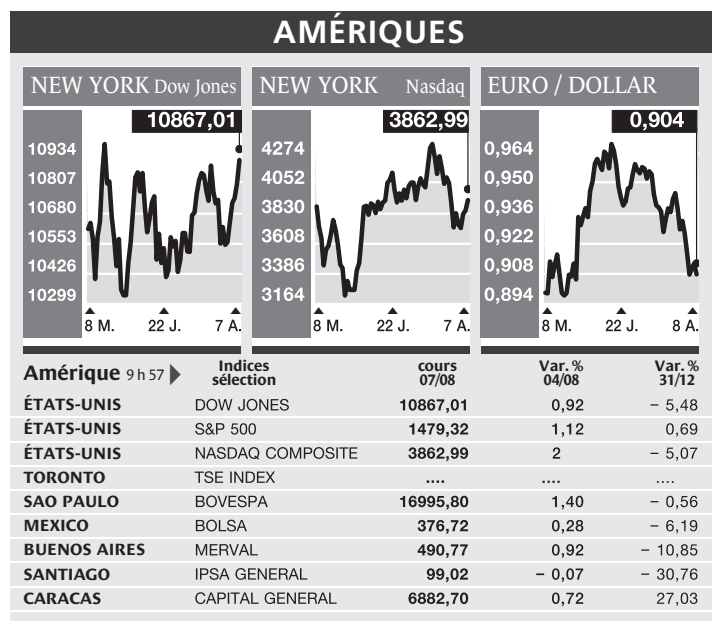 AMÉRIQUES
NEW YORK Dow Jones
10867,01
10934
10807
10680
10553
10426
10299
8 M. 22 J. 7 A.
NEW YORK Nasdaq
3862,99
4274
4052
3830
3608
3386
3164
8 M. 22 J. 7 A.
EURO / DOLLAR
0,904
0,964
0,950
0,936
0,922
0,908
0,894
8 M. 22 J. 8 A.
Amérique 9 h 57 Indices sélection cours 07/08 Var. % 04/08 Var. % 31/12
ÉTATS-UNIS DOW JONES 10867,01 0,92 – 5,48
ÉTATS-UNIS S&P 500 1479,32 1,12 0,69
ÉTATS-UNIS NASDAQ COMPOSITE 3862,99 2 – 5,07
TORONTO TSE INDEX .... .... ....
SAO PAULO BOVESPA 16995,80 1,40 – 0,56
MEXICO BOLSA 376,72 0,28 – 6,19
BUENOS AIRES MERVAL 490,77 0,92 – 10,85
SANTIAGO IPSA GENERAL 99,02 – 0,07 – 30,76
CARACAS CAPITAL GENERAL 6882,70 0,72 27,03